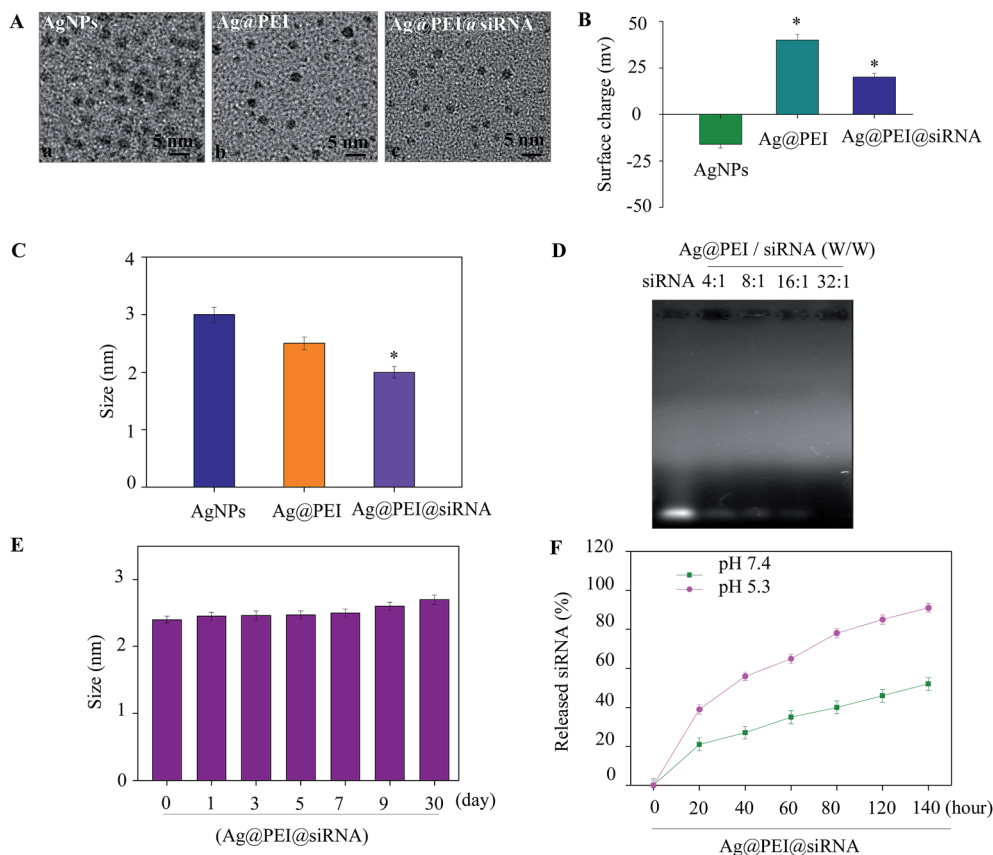 A
AgNPs
Ag@PEI
Ag@PEI@siRNA
5 nm
5 nm
5 nm
a
b
c
B
Surface charge (mv)
50
25
0
-25
-50
*
*
AgNPs
Ag@PEI
Ag@PEI@siRNA
C
Size (nm)
4
3
2
1
0
*
AgNPs
Ag@PEI
Ag@PEI@siRNA
D
Ag@PEI / siRNA (W/W)
siRNA 4:1 8:1 16:1 32:1
E
Size (nm)
3
2
1
0
0 1 3 5 7 9 30 (day)
(Ag@PEI@siRNA)
F
Released siRNA (%)
120
100
80
60
40
20
0
pH 7.4
pH 5.3
0 20 40 60 80 120 140 (hour)
Ag@PEI@siRNA